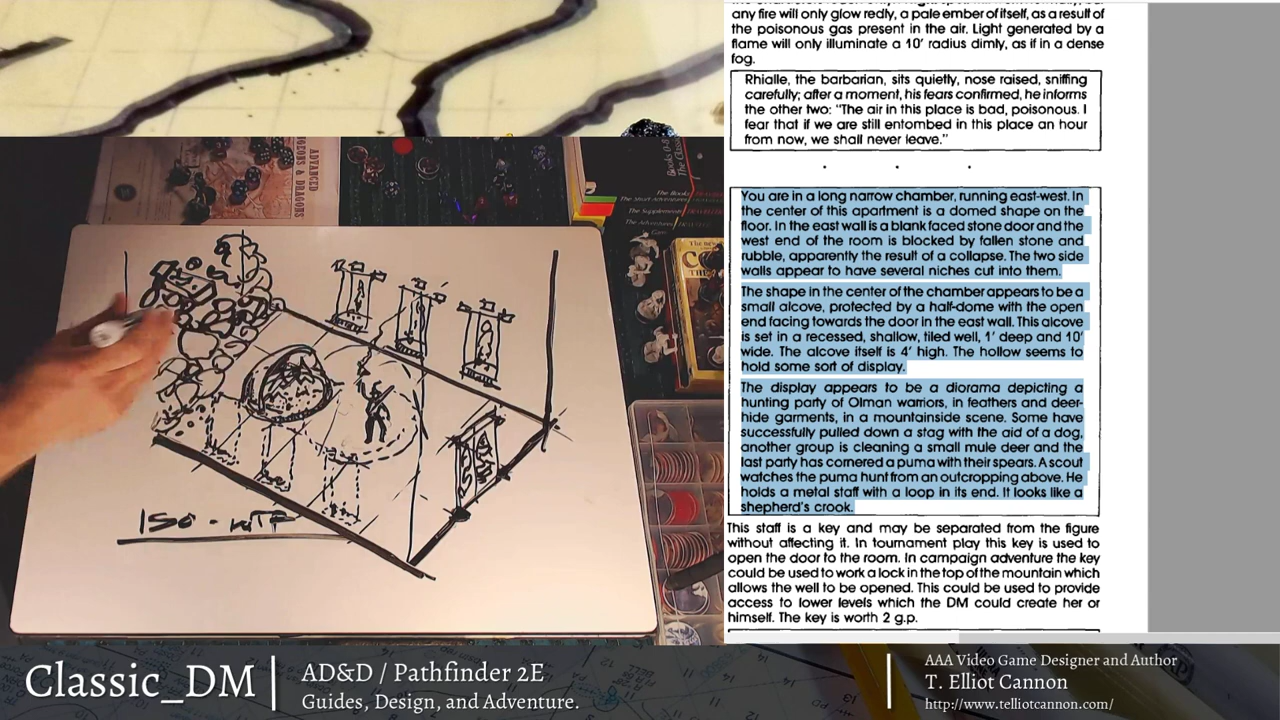 any fire will only glow redly, a pale ember of itself, as a result of
the poisonous gas present in the air. Light generated by a
flame will only illuminate a 10′ radius dimly, as if in a dense
fog.
Rhialle, the barbarian, sits quietly, nose raised, sniffing
carefully; after a moment, his fears confirmed, he informs
the other two: “The air in this place is bad, poisonous. I
fear that if we are still entombed in this place an hour
from now, we shall never leave.”
You are in a long narrow chamber, running east-west. In
the center of this apartment is a domed shape on the
floor. In the east wall is a blank faced stone door and the
west end of the room is blocked by fallen stone and
rubble, apparently the result of a collapse. The two side
walls appear to have several niches cut into them.
The shape in the center of the chamber appears to be a
small alcove, protected by a half-dome with the open
end facing towards the door in the east wall. This alcove
is set in a recessed, shallow, tiled well, 1′ deep and 10′
wide. The alcove itself is 4′ high. The hollow seems to
hold some sort of display.
The display appears to be a diorama depicting a
hunting party of Olman warriors, in feathers and deer-
hide garments, in a mountainside scene. Some have
successfully pulled down a stag with the aid of a dog,
another group is cleaning a small mule deer and the
last party has cornered a puma with their spears. A scout
watches the puma hunt from an outcropping above. He
holds a metal staff with a loop in its end. It looks like a
shepherd’s crook.
This staff is a key and may be separated from the figure
without affecting it. In tournament play this key is used to
open the door to the room. In campaign adventure the key
could be used to work a lock in the top of the mountain which
allows the well to be opened. This could be used to provide
access to lower levels which the DM could create her or
himself. The key is worth 2 g.p.
ADVANCED
DUNGEONS & DRAGONS
Books 0-8
The Classic
The Books
The Short Adventures
The Supplements
The Adventures
ISO-
Classic_DM
AD&D / Pathfinder 2E
Guides, Design, and Adventure.
AAA Video Game Designer and Author
T. Elliot Cannon
http://www.telliotcannon.com/